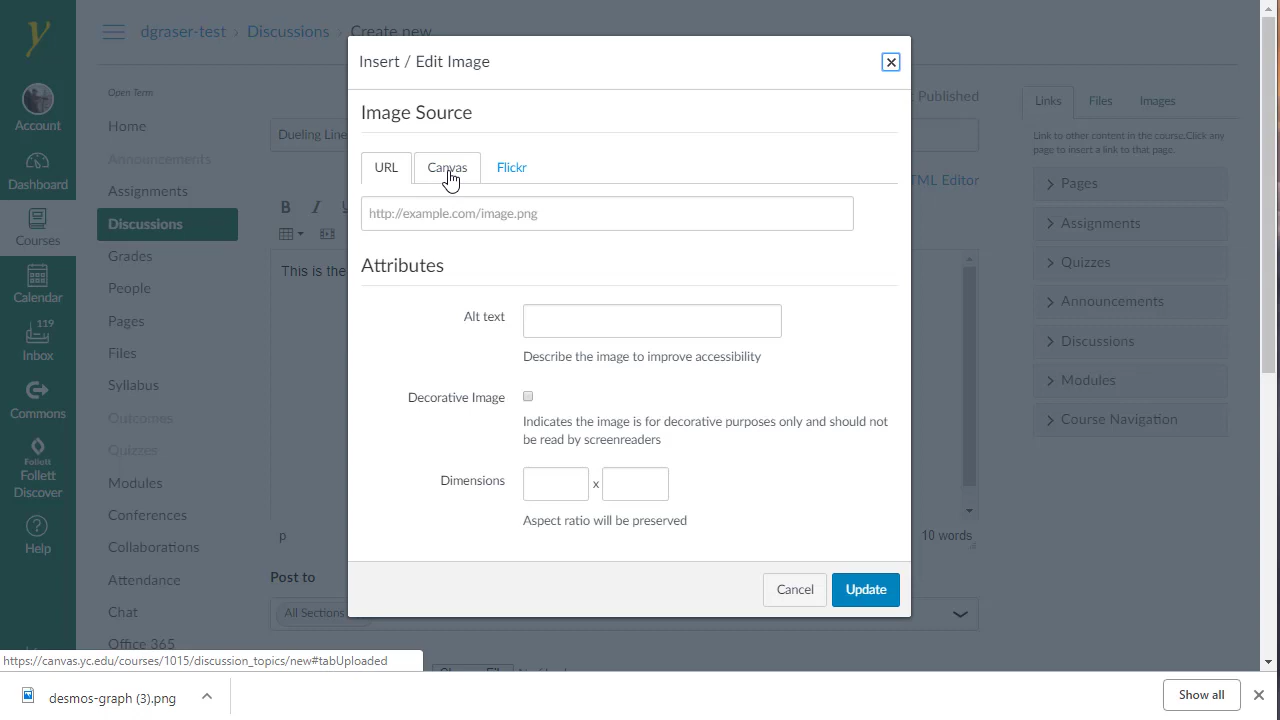 dgraser-test › Discussions › Create new
Insert / Edit Image
Image Source
URL
Canvas
Flickr
http://example.com/image.png
Attributes
Alt text
Describe the image to improve accessibility
Decorative Image
Indicates the image is for decorative purposes only and should not
be read by screenreaders
Dimensions
x
Aspect ratio will be preserved
Cancel
Update
Account
Dashboard
Courses
Calendar
119
Inbox
Commons
Follett
Follett
Discover
Help
Open Term
Home
Announcements
Assignments
Discussions
Grades
People
Pages
Files
Syllabus
Outcomes
Quizzes
Modules
Conferences
Collaborations
Attendance
Chat
Office 365
Dueling Line
Published
HTML Editor
B
I
This is the
p
10 words
Post to
All Sections
Links
Files
Images
Link to other content in the course.Click any
page to insert a link to that page.
Pages
Assignments
Quizzes
Announcements
Discussions
Modules
Course Navigation
https://canvas.yc.edu/courses/1015/discussion_topics/new#tabUploaded
desmos-graph (3).png
Show all